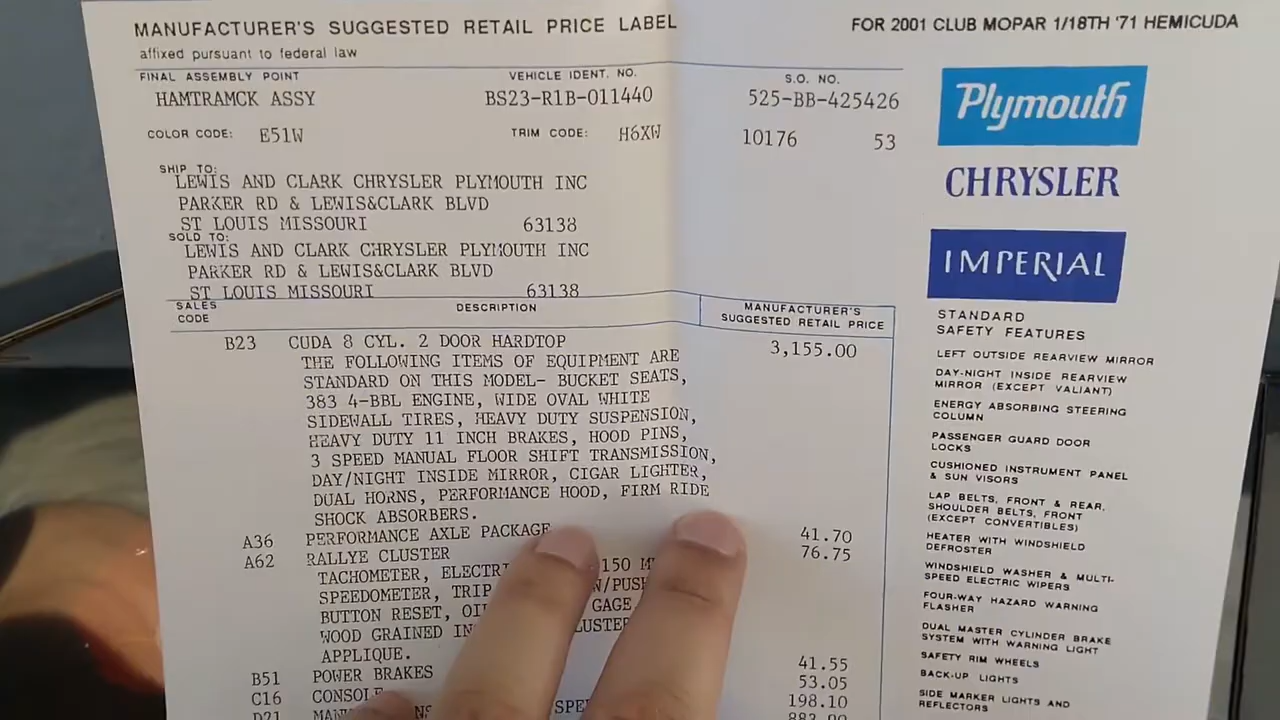 MANUFACTURER'S SUGGESTED RETAIL PRICE LABEL
FOR 2001 CLUB MOPAR 1/18TH '71 HEMICUDA
affixed pursuant to federal law
FINAL ASSEMBLY POINT
HAMTRAMCK ASSY
VEHICLE IDENT. NO.
BS23-R1B-011440
S.O. NO.
525-BB-425426
COLOR CODE: E51W
TRIM CODE: H6XW
10176 53
SHIP TO:
LEWIS AND CLARK CHRYSLER PLYMOUTH INC
PARKER RD & LEWIS&CLARK BLVD
ST LOUIS MISSOURI 63138
SOLD TO:
LEWIS AND CLARK CHRYSLER PLYMOUTH INC
PARKER RD & LEWIS&CLARK BLVD
ST LOUIS MISSOURI 63138
SALES
CODE
DESCRIPTION
MANUFACTURER'S
SUGGESTED RETAIL PRICE
B23 CUDA 8 CYL. 2 DOOR HARDTOP 3,155.00
THE FOLLOWING ITEMS OF EQUIPMENT ARE
STANDARD ON THIS MODEL- BUCKET SEATS,
383 4-BBL ENGINE, WIDE OVAL WHITE
SIDEWALL TIRES, HEAVY DUTY SUSPENSION,
HEAVY DUTY 11 INCH BRAKES, HOOD PINS,
3 SPEED MANUAL FLOOR SHIFT TRANSMISSION,
DAY/NIGHT INSIDE MIRROR, CIGAR LIGHTER,
DUAL HORNS, PERFORMANCE HOOD, FIRM RIDE
SHOCK ABSORBERS.
A36 PERFORMANCE AXLE PACKAGE 41.70
A62 RALLYE CLUSTER 76.75
TACHOMETER, 150
SPEEDOMETER, TRIP
BUTTON RESET, GAGE
WOOD GRAINED
APPLIQUE.
B51 POWER BRAKES 41.55
C16 CONSOLE 53.05
D21 198.10
Plymouth
CHRYSLER
IMPERIAL
STANDARD
SAFETY FEATURES
LEFT OUTSIDE REARVIEW MIRROR
DAY-NIGHT INSIDE REARVIEW
MIRROR (EXCEPT VALIANT)
ENERGY ABSORBING STEERING
COLUMN
PASSENGER GUARD DOOR
LOCKS
CUSHIONED INSTRUMENT PANEL
& SUN VISORS
LAP BELTS, FRONT & REAR,
SHOULDER BELTS, FRONT
(EXCEPT CONVERTIBLES)
HEATER WITH WINDSHIELD
DEFROSTER
WINDSHIELD WASHER & MULTI-
SPEED ELECTRIC WIPERS
FOUR-WAY HAZARD WARNING
FLASHER
DUAL MASTER CYLINDER BRAKE
SYSTEM WITH WARNING LIGHT
SAFETY RIM WHEELS
BACK-UP LIGHTS
SIDE MARKER LIGHTS AND
REFLECTORS